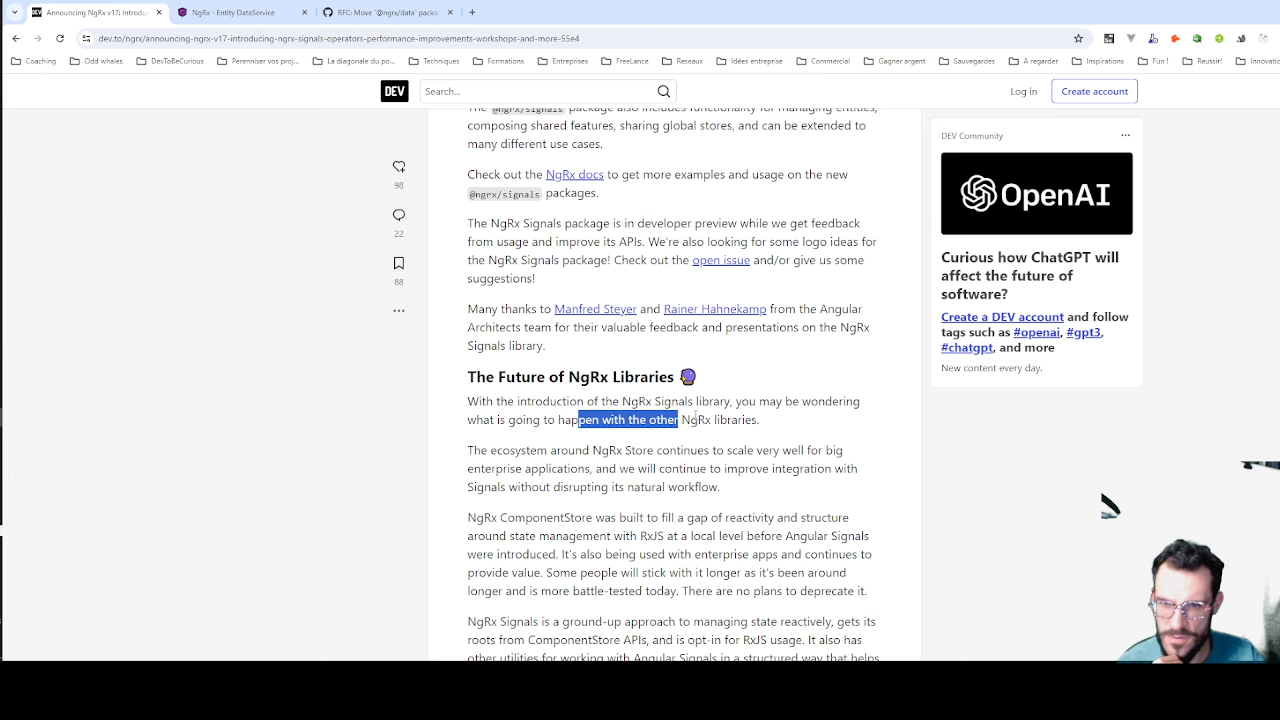 Announcing NgRx v17: Introduc
NgRx - Entity DataService
RFC: Move `@ngrx/data` packa
dev.to/ngrx/announcing-ngrx-v17-introducing-ngrx-signals-operators-performance-improvements-workshops-and-more-55e4
Coaching
Odd whales
DevToBeCurious
Perenniser vos proj...
La diagonale du po...
Techniques
Formations
Entreprises
FreeLance
Reseaux
Idées entreprise
Commercial
Gagner argent
Sauvegardes
A regarder
Inspirations
Fun !
Reussir!
Innovatio
DEV
Search...
Log in
Create account
The @ngrx/signals package also includes functionality for managing entities,
composing shared features, sharing global stores, and can be extended to
many different use cases.
Check out the NgRx docs to get more examples and usage on the new
@ngrx/signals packages.
The NgRx Signals package is in developer preview while we get feedback
from usage and improve its APIs. We're also looking for some logo ideas for
the NgRx Signals package! Check out the open issue and/or give us some
suggestions!
Many thanks to Manfred Steyer and Rainer Hahnekamp from the Angular
Architects team for their valuable feedback and presentations on the NgRx
Signals library.
The Future of NgRx Libraries 🔮
With the introduction of the NgRx Signals library, you may be wondering
what is going to happen with the other NgRx libraries.
The ecosystem around NgRx Store continues to scale very well for big
enterprise applications, and we will continue to improve integration with
Signals without disrupting its natural workflow.
NgRx ComponentStore was built to fill a gap of reactivity and structure
around state management with RxJS at a local level before Angular Signals
were introduced. It's also being used with enterprise apps and continues to
provide value. Some people will stick with it longer as it's been around
longer and is more battle-tested today. There are no plans to deprecate it.
NgRx Signals is a ground-up approach to managing state reactively, gets its
roots from ComponentStore APIs, and is opt-in for RxJS usage. It also has
other utilities for working with Angular Signals in a structured way that helps
98
22
88
DEV Community
OpenAI
Curious how ChatGPT will
affect the future of
software?
Create a DEV account and follow
tags such as #openai, #gpt3,
#chatgpt, and more
New content every day.